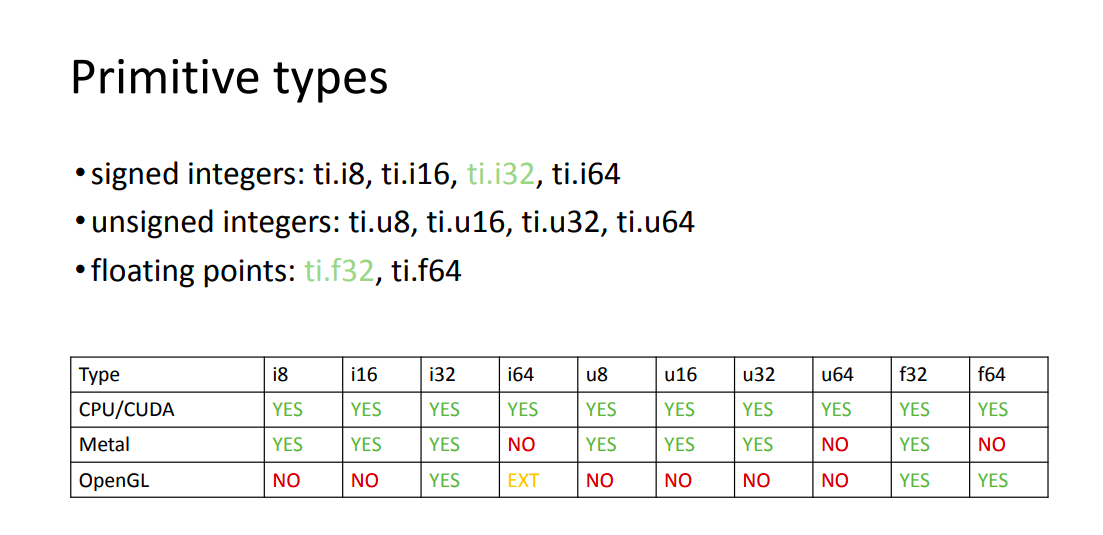 Primitive types
•signed integers: ti.i8, ti.i16, ti.i32, ti.i64
•unsigned integers: ti.u8, ti.u16, ti.u32, ti.u64
•floating points: ti.f32, ti.f64
Type i8 i16 i32 i64 u8 u16 u32 u64 f32 f64
CPU/CUDA YES YES YES YES YES YES YES YES YES YES
Metal YES YES YES NO YES YES YES NO YES NO
OpenGL NO NO YES EXT NO NO NO NO YES YES